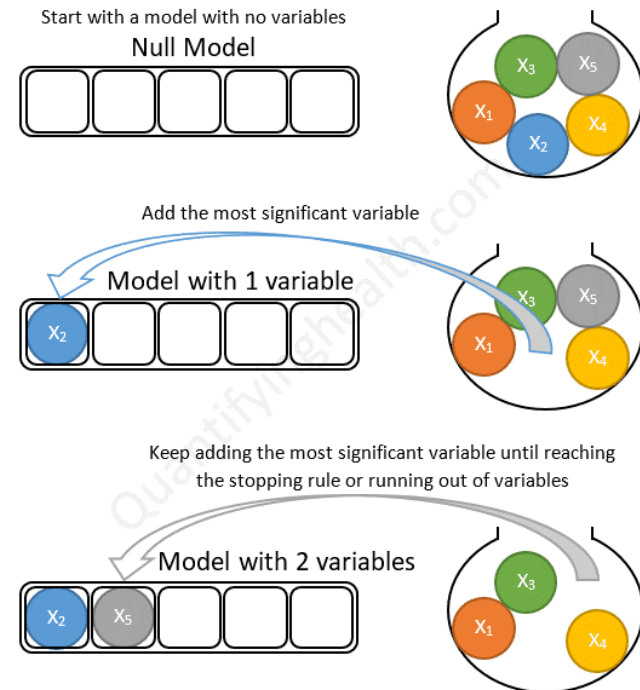 Start with a model with no variables
Null Model
X3
X5
X1
X4
X2
Add the most significant variable
Model with 1 variable
X2
X3
X5
X1
X4
Keep adding the most significant variable until reaching
the stopping rule or running out of variables
Model with 2 variables
X2
X5
X3
X1
X4
Quantifyinghealth.com